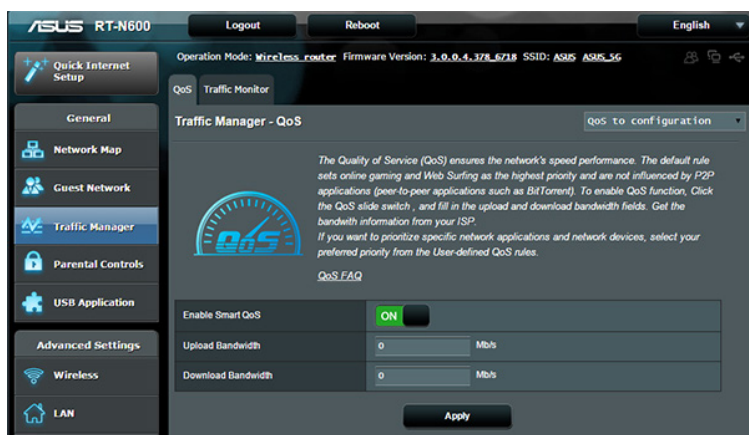 ASUS RT-N600
Logout
Reboot
English
Quick Internet
Setup
Operation Mode: Wireless router Firmware Version: 3.0.0.4.378_6718 SSID: ASUS ASUS_5G
QoS Traffic Monitor
General
Network Map
Guest Network
Traffic Manager
Parental Controls
USB Application
Advanced Settings
Wireless
LAN
Traffic Manager - QoS
QoS to configuration
The Quality of Service (QoS) ensures the network's speed performance. The default rule
sets online gaming and Web Surfing as the highest priority and are not influenced by P2P
applications (peer-to-peer applications such as BitTorrent). To enable QoS function, Click
the QoS slide switch , and fill in the upload and download bandwidth fields. Get the
bandwith information from your ISP.
If you want to prioritize specific network applications and network devices, select your
preferred priority from the User-defined QoS rules.
QoS FAQ
QoS
Enable Smart QoS
ON
Upload Bandwidth
0 Mb/s
Download Bandwidth
0 Mb/s
Apply